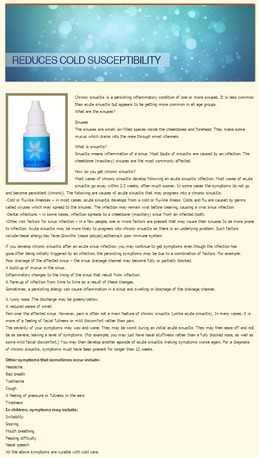 REDUCES COLD SUSCEPTIBILITY
Chronic sinusitis is a persisting inflammatory condition of one or more sinuses. It is less common
than acute sinusitis but appears to be getting more common in all age groups.
What are the sinuses?
Sinuses
The sinuses are small, air-filled spaces inside the cheekbones and forehead. They make some
mucus which drains into the nose through small channels.
What is sinusitis?
Sinusitis means inflammation of a sinus. Most bouts of sinusitis are caused by an infection. The
cheekbone (maxillary) sinuses are the most commonly affected.
How do you get chronic sinusitis?
Most cases of chronic sinusitis develop following an acute sinusitis infection. Most cases of acute
sinusitis go away within 2-3 weeks, often much sooner. In some cases the symptoms do not go
and become persistent (chronic). The following are causes of acute sinusitis that may progress into a chronic sinusitis:
-Cold or flu-like illnesses – in most cases, acute sinusitis develops from a cold or flu-like illness. Colds and flu are caused by germs
called viruses which may spread to the sinuses. The infection may remain viral before clearing, causing a viral sinus infection.
-Dental infections – in some cases, infection spreads to a cheekbone (maxillary) sinus from an infected tooth.
-Other risk factors for sinus infection – in a few people, one or more factors are present that may cause their sinuses to be more prone
to infection. Acute sinusitis may be more likely to progress into chronic sinusitis as there is an underlying problem. Such factors
include
If you develop chronic sinusitis after an acute sinus infection, you may continue to get symptoms even though the infection has
gone. After being initially triggered by an infection, the persisting symptoms may be due to a combination of factors. For example:
Poor drainage of the affected sinus – the sinus drainage channel may become fully or partially blocked.
A build-up of mucus in the sinus.
Inflammatory changes to the lining of the sinus that result from infection.
A flare-up of infection from time to time as a result of these changes.
Sometimes, a persisting allergy can cause inflammation in a sinus and swelling or blockage of the drainage channel.
A runny nose. The discharge may be greeny/yellow.
A reduced sense of smell.
Pain over the affected sinus. However, pain is often not a main feature of chronic sinusitis (unlike acute sinusitis). In many cases, it is
more of a feeling of facial fullness or mild discomfort rather than pain.
The severity of your symptoms may wax and wane. They may be worst during an initial acute sinusitis. They may then ease off and not
be as severe, leaving a level of symptoms. (For example, you may just have nasal stuffiness rather than a fully blocked nose, as well as
some mild facial discomfort.) You may then develop another episode of acute sinusitis making symptoms worse again. For a diagnosis
of chronic sinusitis, symptoms must have been present for longer than 12 weeks.
Other symptoms that sometimes occur include:
Headache
Bad breath
Toothache
Cough
A feeling of pressure or fullness in the ears
Tiredness
In children, symptoms may include:
Irritability
Snoring
Mouth breathing
Feeding difficulty
Nasal speech
All the above symptoms are curable with cold care.